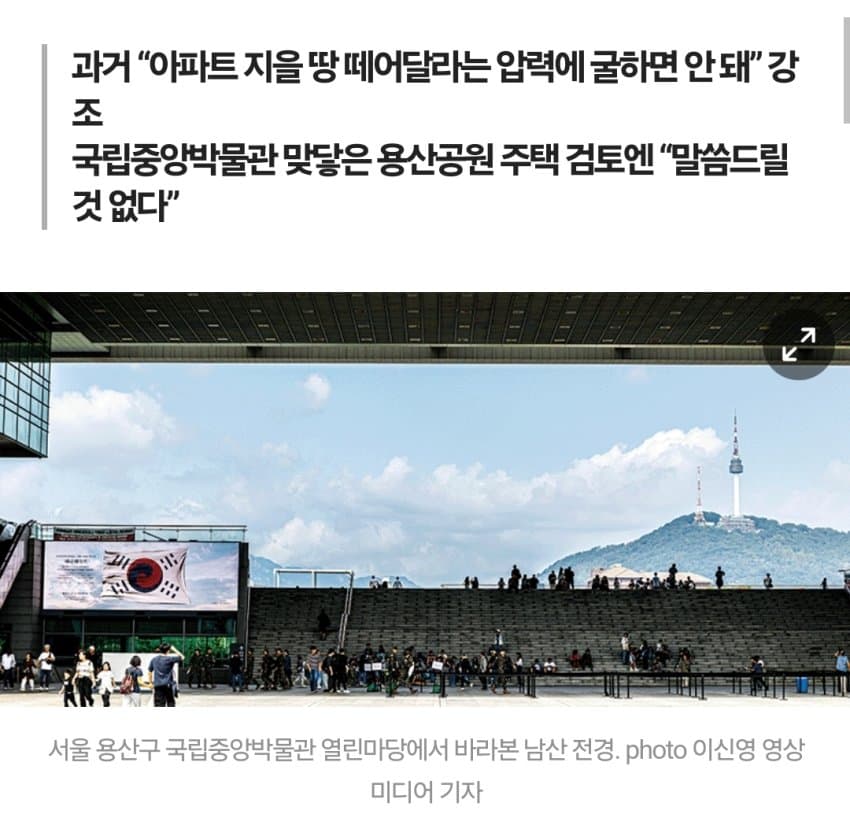 과거 “아파트 지을 땅 떼어달라는 압력에 굴하면 안 돼” 강
조
국립중앙박물관 맞닿은 용산공원 주택 검토엔 “말씀드릴
것 없다”
서울 용산구 국립중앙박물관 열린마당에서 바라본 남산 전경. photo 이신영 영상
미디어 기자